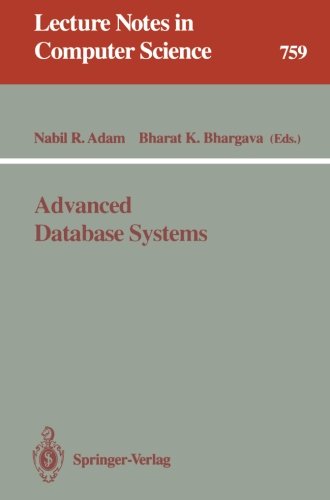 Lecture Notes in
Computer Science 759
Nabil R. Adam Bharat K. Bhargava (Eds.)
Advanced
Database Systems
Springer-Verlag